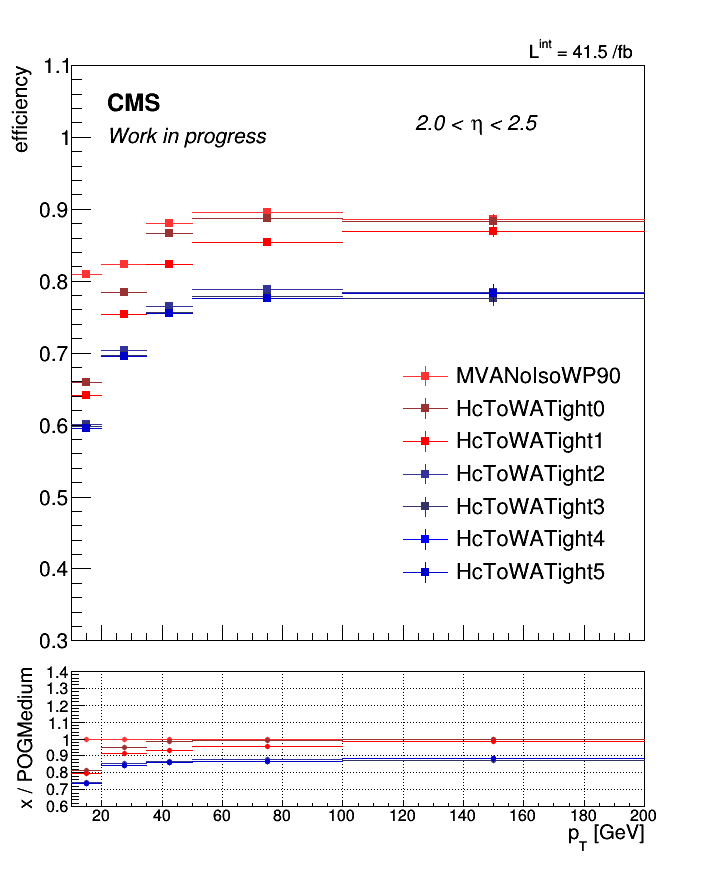 L^int = 41.5 /fb
efficiency
1.1
CMS
Work in progress
2.0 < η < 2.5
1
0.9
0.8
0.7
0.6
0.5
0.4
0.3
MVANoIsoWP90
HcToWATight0
HcToWATight1
HcToWATight2
HcToWATight3
HcToWATight4
HcToWATight5
x / POGMedium
1.4
1.3
1.2
1.1
1
0.9
0.8
0.7
0.6
20 40 60 80 100 120 140 160 180 200
p_T [GeV]